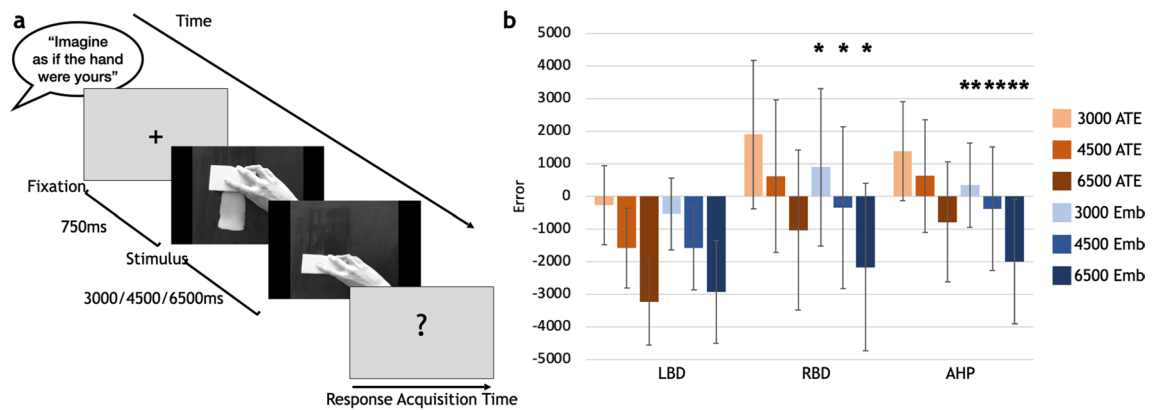 a
Time
“Imagine
as if the hand
were yours”
+
Fixation
750ms
Stimulus
3000/4500/6500ms
?
Response Acquisition Time
b
Error
5000
4000
3000
2000
1000
0
-1000
-2000
-3000
-4000
-5000
* * *
******
LBD RBD AHP
3000 ATE
4500 ATE
6500 ATE
3000 Emb
4500 Emb
6500 Emb